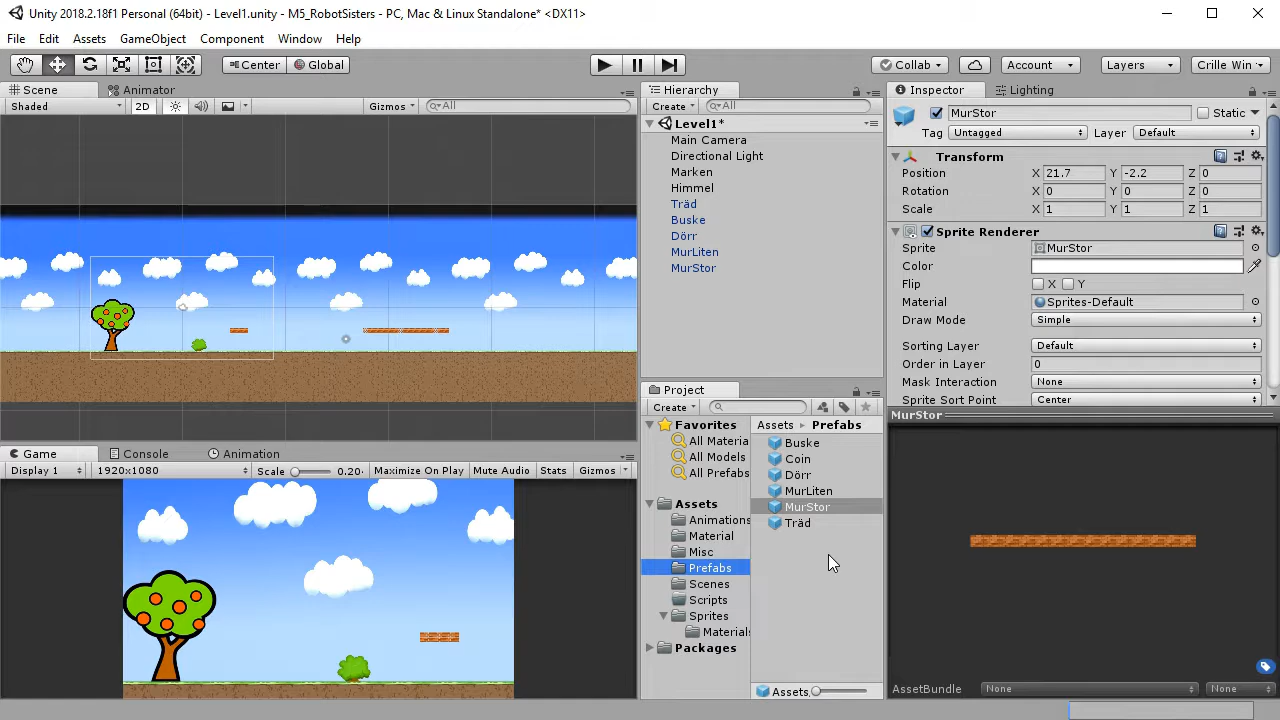 Unity 2018.2.18f1 Personal (64bit) - Level1.unity - M5_RobotSisters - PC, Mac & Linux Standalone* <DX11>
File Edit Assets GameObject Component Window Help
Center Global Collab Account Layers Crille Win
Scene Animator
Shaded 2D Gizmos All
Hierarchy
Create All
Level1*
Main Camera
Directional Light
Marken
Himmel
Träd
Buske
Dörr
MurLiten
MurStor
Project
Create
Favorites
All Materia
All Models
All Prefabs
Assets
Animations
Material
Misc
Prefabs
Scenes
Scripts
Sprites
Materials
Packages
Assets Prefabs
Buske
Coin
Dörr
MurLiten
MurStor
Träd
Assets
Inspector Lighting
MurStor Static
Tag Untagged Layer Default
Transform
Position X 21.7 Y -2.2 Z 0
Rotation X 0 Y 0 Z 0
Scale X 1 Y 1 Z 1
Sprite Renderer
Sprite MurStor
Color
Flip X Y
Material Sprites-Default
Draw Mode Simple
Sorting Layer Default
Order in Layer 0
Mask Interaction None
Sprite Sort Point Center
MurStor
AssetBundle None None
Game Console Animation
Display 1 1920x1080 Scale 0.20 Maximize On Play Mute Audio Stats Gizmos